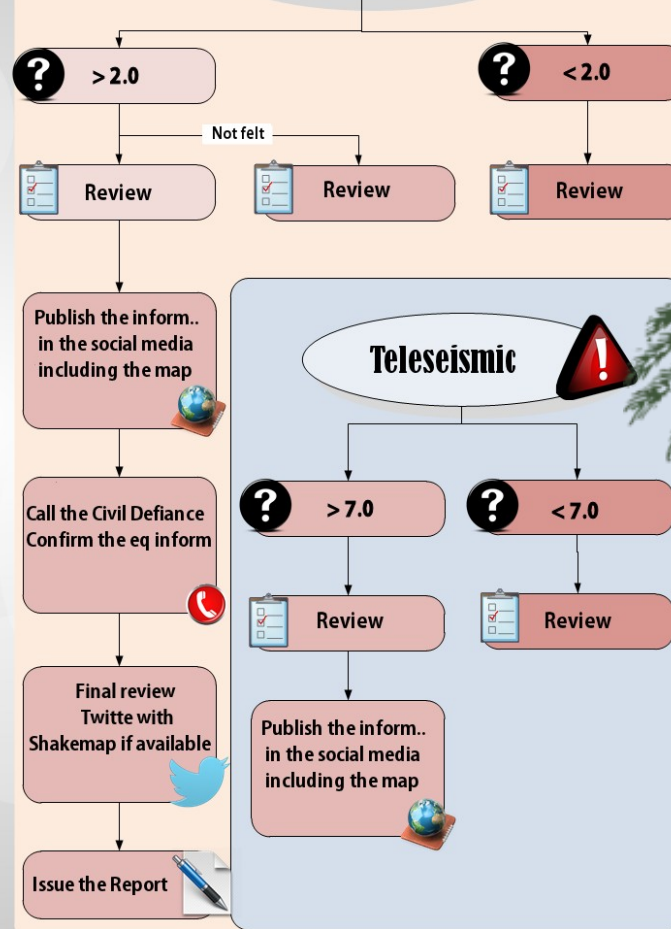 > 2.0
< 2.0
Not felt
Review
Review
Review
Publish the inform..
in the social media
including the map
Call the Civil Defiance
Confirm the eq inform
Final review
Twitte with
Shakemap if available
Issue the Report
Teleseismic
> 7.0
< 7.0
Review
Review
Publish the inform..
in the social media
including the map